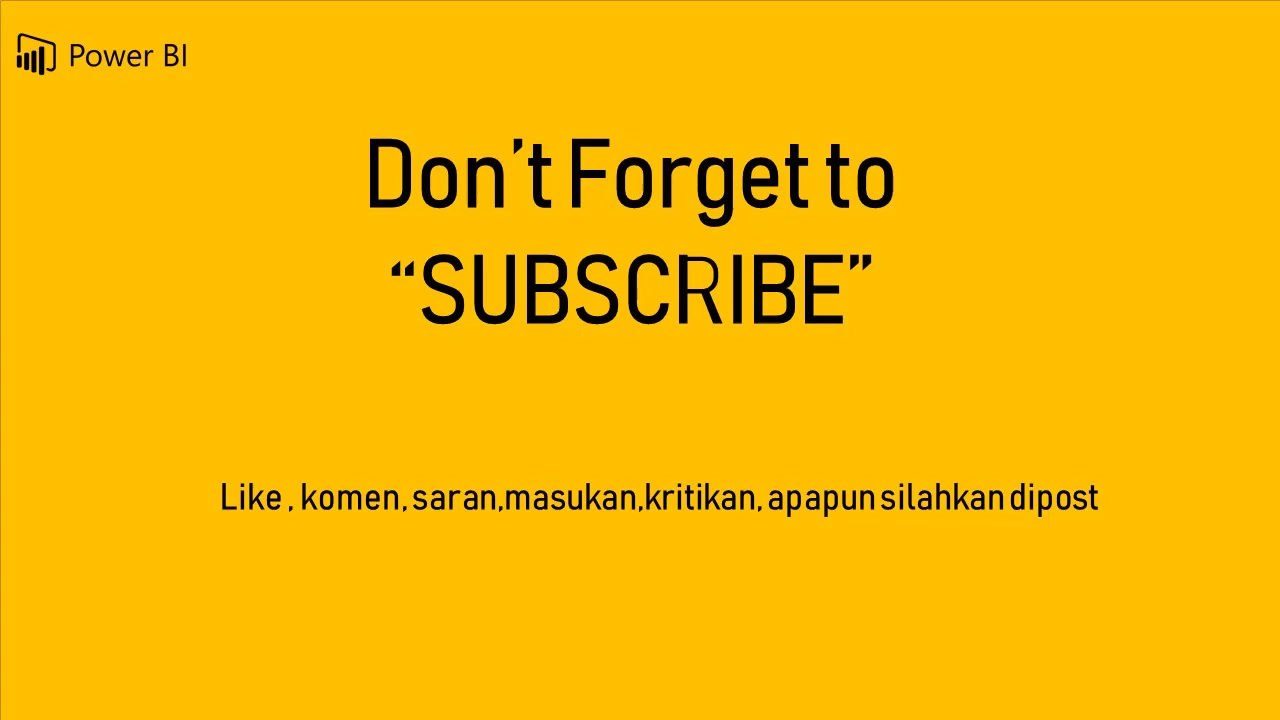 Power BI
Don’t Forget to
“SUBSCRIBE”
Like , komen, saran,masukan,kritikan, apapun silahkan dipost